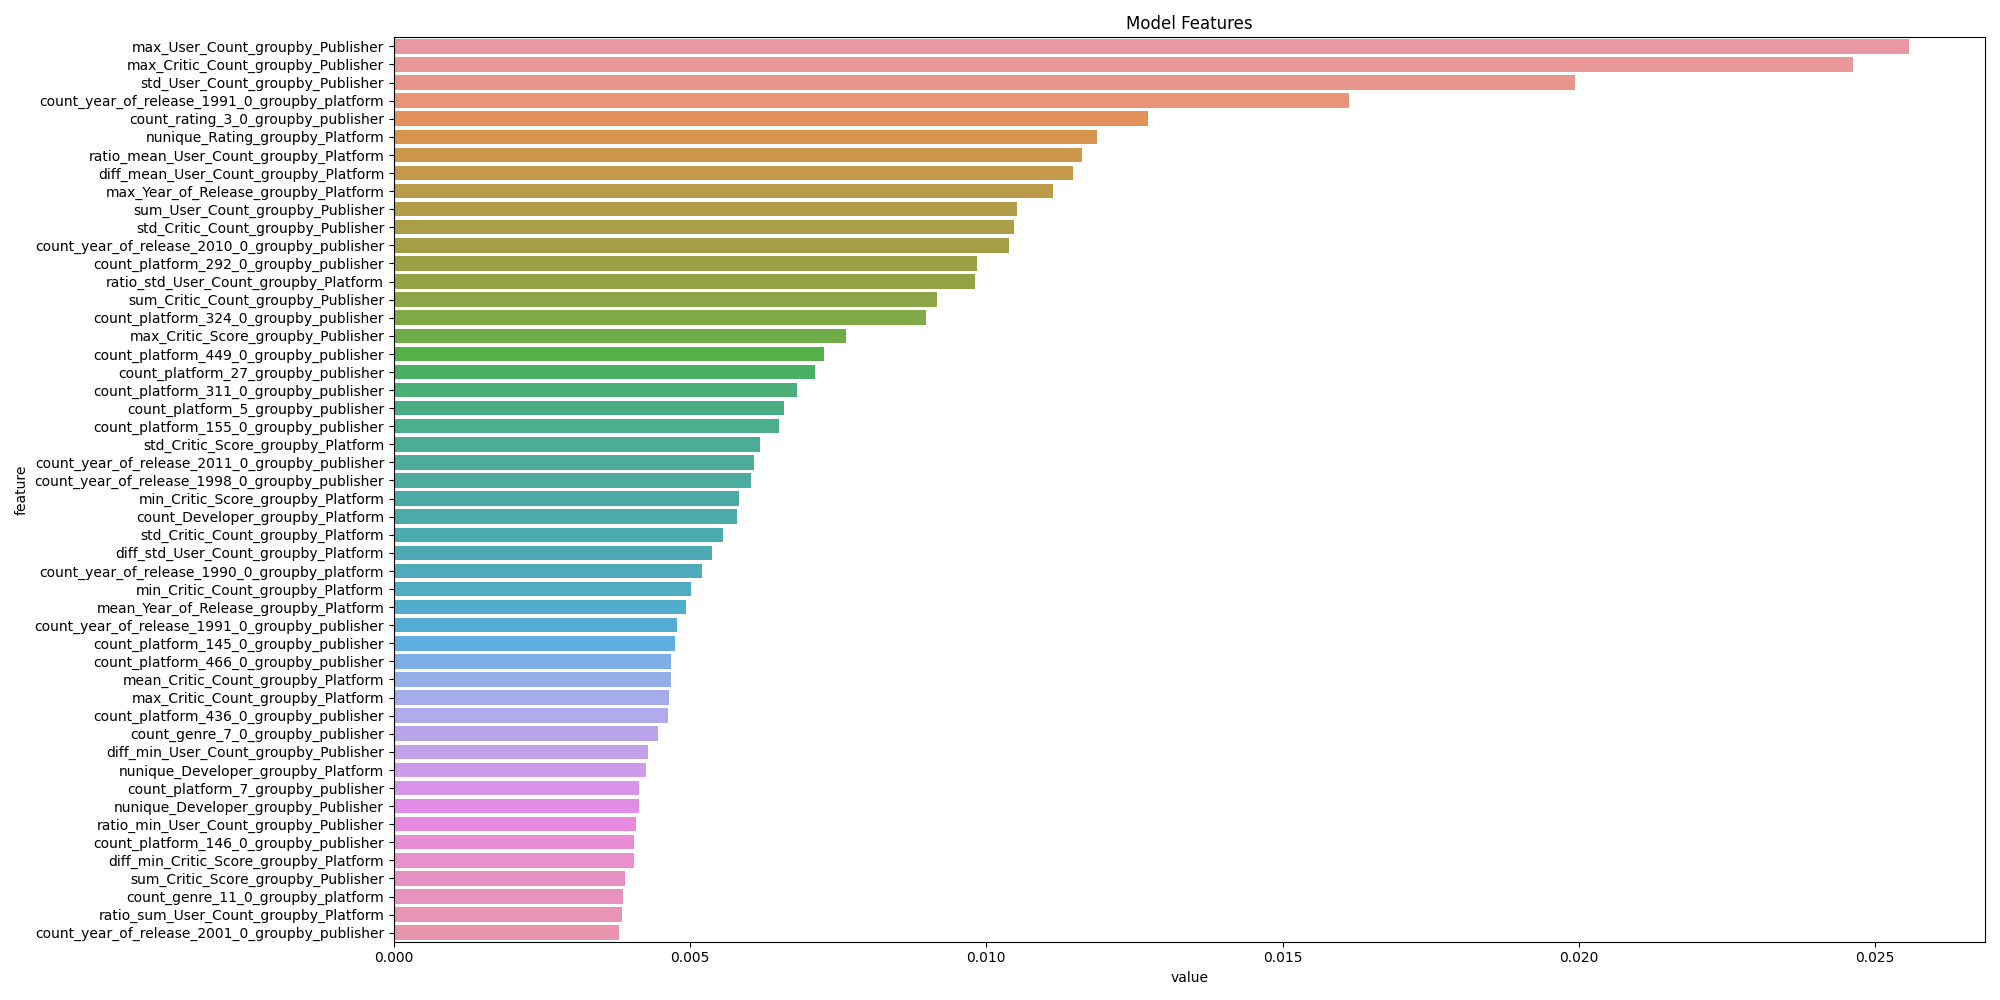 Model Features
max_User_Count_groupby_Publisher
max_Critic_Count_groupby_Publisher
std_User_Count_groupby_Publisher
count_year_of_release_1991_0_groupby_platform
count_rating_3_0_groupby_publisher
nunique_Rating_groupby_Platform
ratio_mean_User_Count_groupby_Platform
diff_mean_User_Count_groupby_Platform
max_Year_of_Release_groupby_Platform
sum_User_Count_groupby_Publisher
std_Critic_Count_groupby_Publisher
count_year_of_release_2010_0_groupby_publisher
count_platform_292_0_groupby_publisher
ratio_std_User_Count_groupby_Platform
sum_Critic_Count_groupby_Publisher
count_platform_324_0_groupby_publisher
max_Critic_Score_groupby_Publisher
count_platform_449_0_groupby_publisher
count_platform_27_groupby_publisher
count_platform_311_0_groupby_publisher
count_platform_5_groupby_publisher
count_platform_155_0_groupby_publisher
std_Critic_Score_groupby_Platform
count_year_of_release_2011_0_groupby_publisher
count_year_of_release_1998_0_groupby_publisher
min_Critic_Score_groupby_Platform
count_Developer_groupby_Platform
std_Critic_Count_groupby_Platform
diff_std_User_Count_groupby_Platform
count_year_of_release_1990_0_groupby_platform
min_Critic_Count_groupby_Platform
mean_Year_of_Release_groupby_Platform
count_year_of_release_1991_0_groupby_publisher
count_platform_145_0_groupby_publisher
count_platform_466_0_groupby_publisher
mean_Critic_Count_groupby_Platform
max_Critic_Count_groupby_Platform
count_platform_436_0_groupby_publisher
count_genre_7_0_groupby_publisher
diff_min_User_Count_groupby_Publisher
nunique_Developer_groupby_Platform
count_platform_7_groupby_publisher
nunique_Developer_groupby_Publisher
ratio_min_User_Count_groupby_Publisher
count_platform_146_0_groupby_publisher
diff_min_Critic_Score_groupby_Platform
sum_Critic_Score_groupby_Publisher
count_genre_11_0_groupby_platform
ratio_sum_User_Count_groupby_Platform
count_year_of_release_2001_0_groupby_publisher
feature
0.000 0.005 0.010 0.015 0.020 0.025
value